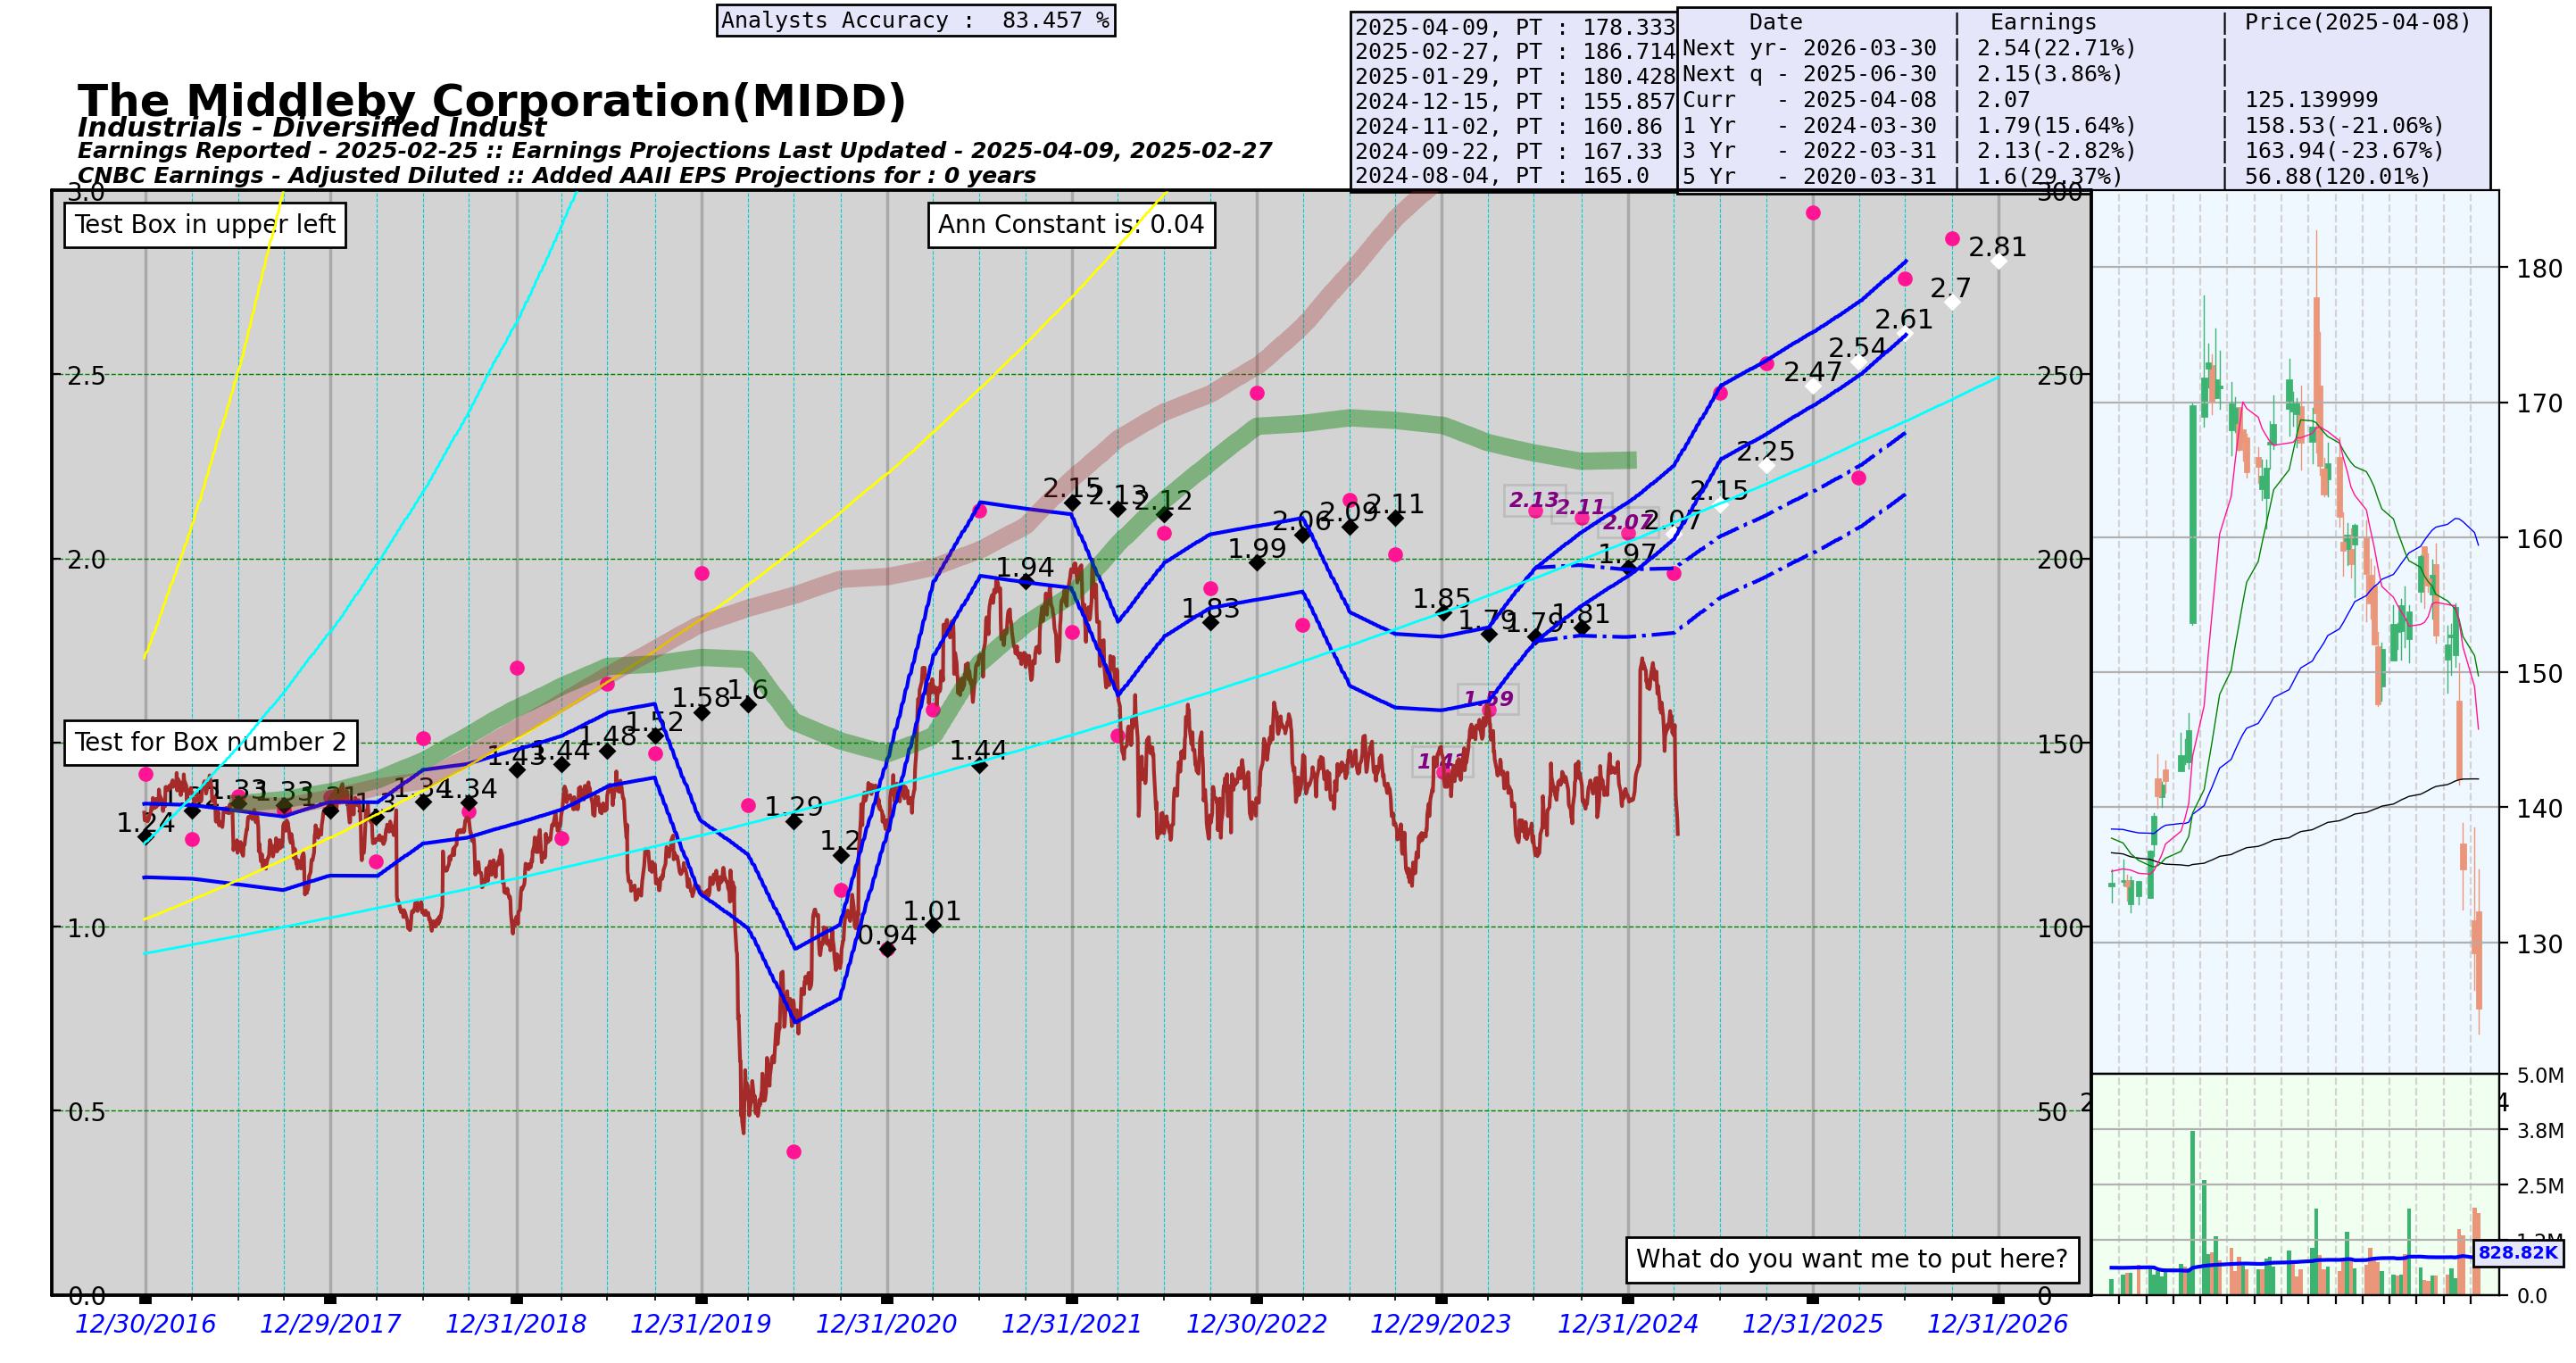 Analysts Accuracy :  83.457 %
2025-04-09, PT : 178.333
2025-02-27, PT : 186.714
2025-01-29, PT : 180.428
2024-12-15, PT : 155.857
2024-11-02, PT : 160.86
2024-09-22, PT : 167.33
2024-08-04, PT : 165.0
Date | Earnings | Price(2025-04-08)
Next yr- 2026-03-30 | 2.54(22.71%) |
Next q - 2025-06-30 | 2.15(3.86%) |
Curr - 2025-04-08 | 2.07 | 125.139999
1 Yr - 2024-03-30 | 1.79(15.64%) | 158.53(-21.06%)
3 Yr - 2022-03-31 | 2.13(-2.82%) | 163.94(-23.67%)
5 Yr - 2020-03-31 | 1.6(29.37%) | 56.88(120.01%)
The Middleby Corporation(MIDD)
Industrials - Diversified Indust
Earnings Reported - 2025-02-25 :: Earnings Projections Last Updated - 2025-04-09, 2025-02-27
CNBC Earnings - Adjusted Diluted :: Added AAII EPS Projections for : 0 years
Test Box in upper left
Ann Constant is: 0.04
Test for Box number 2
What do you want me to put here?
3.0
2.5
2.0
1.0
0.5
0.0
300
250
200
150
100
50
0
1.24
1.33
1.33
1.3
1.34
1.34
1.43
1.44
1.48
1.52
1.58
1.6
1.29
1.2
0.94
1.01
1.44
1.94
2.15
2.13
2.12
1.83
1.99
2.06
2.09
2.11
1.85
1.79
1.79
1.81
1.97
2.07
2.15
2.25
2.47
2.54
2.61
2.7
2.81
1.59
2.13
2.11
2.07
180
170
160
150
140
130
5.0M
3.8M
2.5M
828.82K
0.0
12/30/2016
12/29/2017
12/31/2018
12/31/2019
12/31/2020
12/31/2021
12/30/2022
12/29/2023
12/31/2024
12/31/2025
12/31/2026